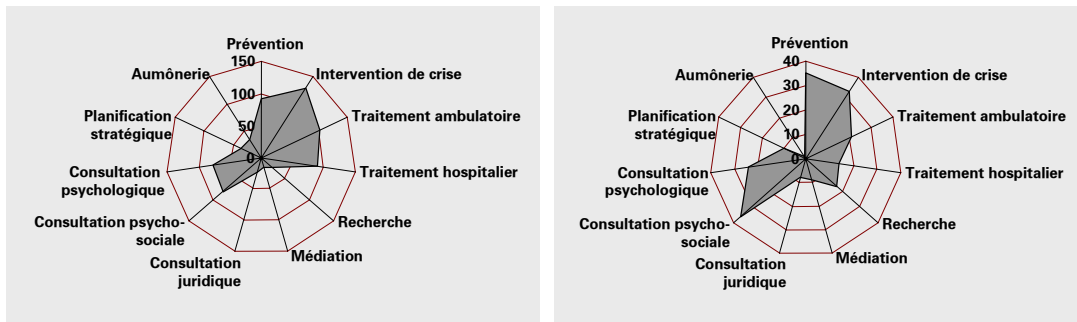 Prévention
150
100
50
0
Aumônerie
Intervention de crise
Planification
stratégique
Traitement ambulatoire
Consultation
psychologique
Traitement hospitalier
Consultation psycho-
sociale
Recherche
Consultation
juridique
Médiation
Prévention
40
30
20
10
0
Aumônerie
Intervention de crise
Planification
stratégique
Traitement ambulatoire
Consultation
psychologique
Traitement hospitalier
Consultation psycho-
sociale
Recherche
Consultation
juridique
Médiation